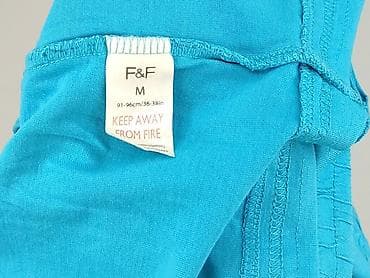 F&F
M
91-96cm/36-38in
KEEP AWAY
FROM FIRE